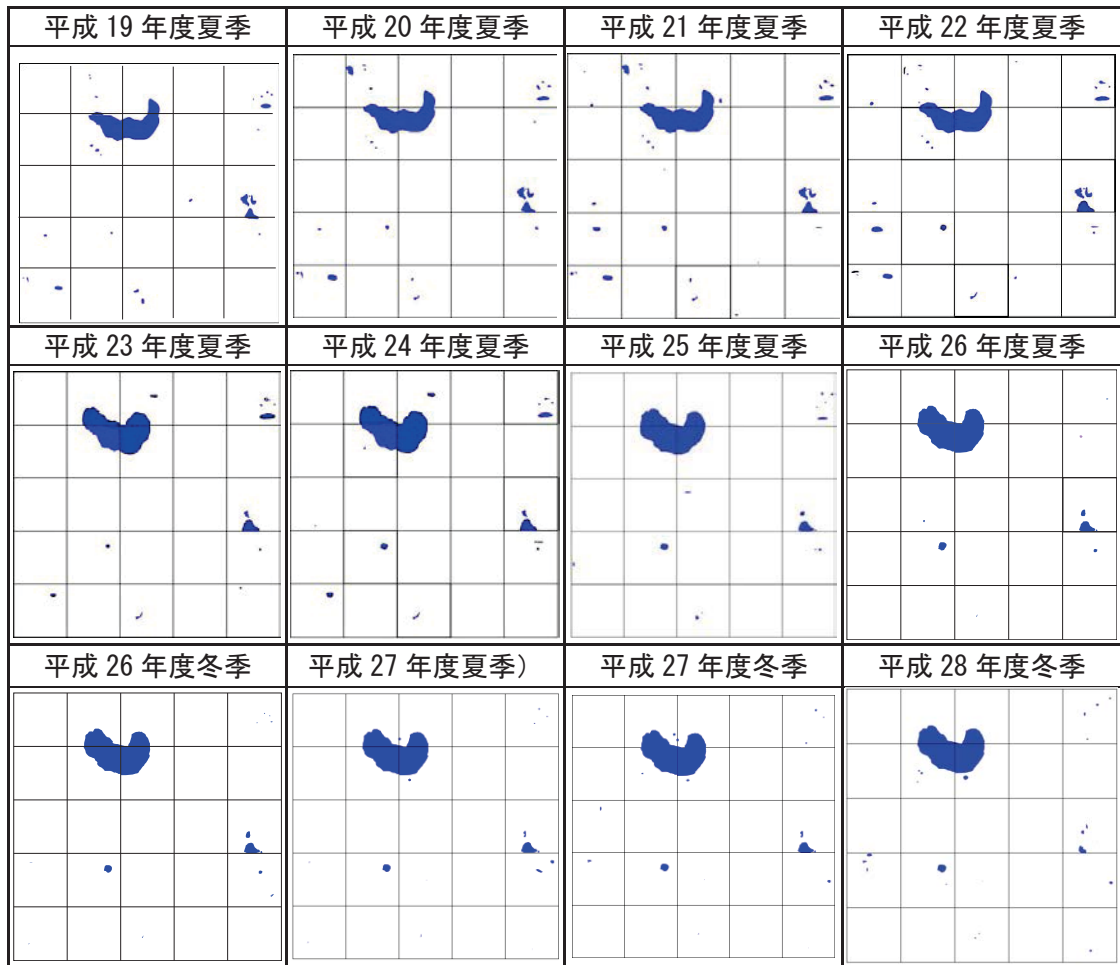 平成 19 年度夏季
平成 20 年度夏季
平成 21 年度夏季
平成 22 年度夏季
平成 23 年度夏季
平成 24 年度夏季
平成 25 年度夏季
平成 26 年度夏季
平成 26 年度冬季
平成 27 年度夏季）
平成 27 年度冬季
平成 28 年度冬季